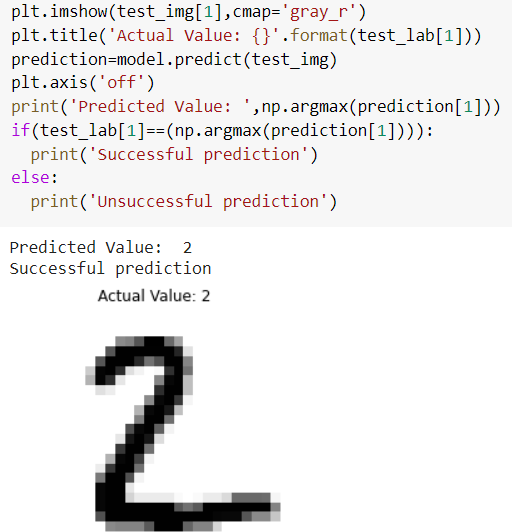 plt.imshow(test_img[1],cmap='gray_r')
plt.title('Actual Value: {}'.format(test_lab[1]))
prediction=model.predict(test_img)
plt.axis('off')
print('Predicted Value: ',np.argmax(prediction[1]))
if(test_lab[1]==(np.argmax(prediction[1]))):
  print('Successful prediction')
else:
  print('Unsuccessful prediction')
Predicted Value:  2
Successful prediction
Actual Value: 2
2